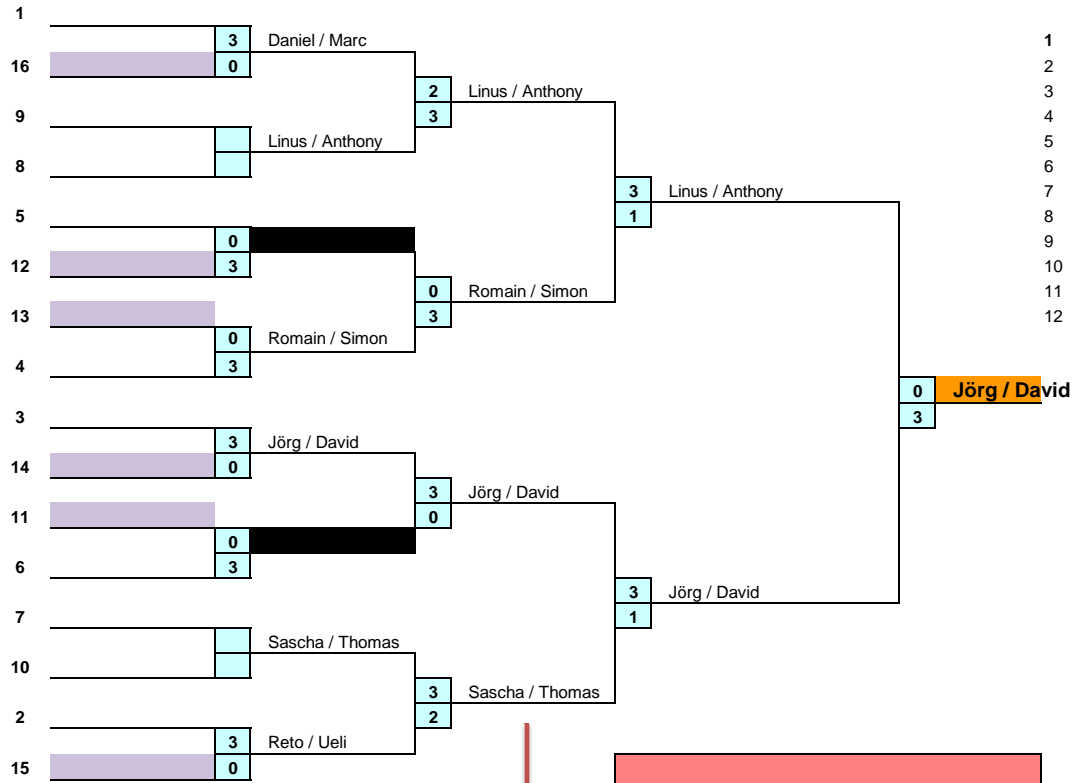 1
3 Daniel / Marc 1
16 0 2
2 Linus / Anthony 3
9 3 4
Linus / Anthony 5
8 6
3 Linus / Anthony 7
5 1 8
0 9
12 3 10
0 Romain / Simon 11
13 3 12
0 Romain / Simon
4 3
0 Jörg / David
3 3
3 Jörg / David
14 0
3 Jörg / David
11 0
0
6 3
3 Jörg / David
7 1
Sascha / Thomas
10
3 Sascha / Thomas
2 2
3 Reto / Ueli
15 0